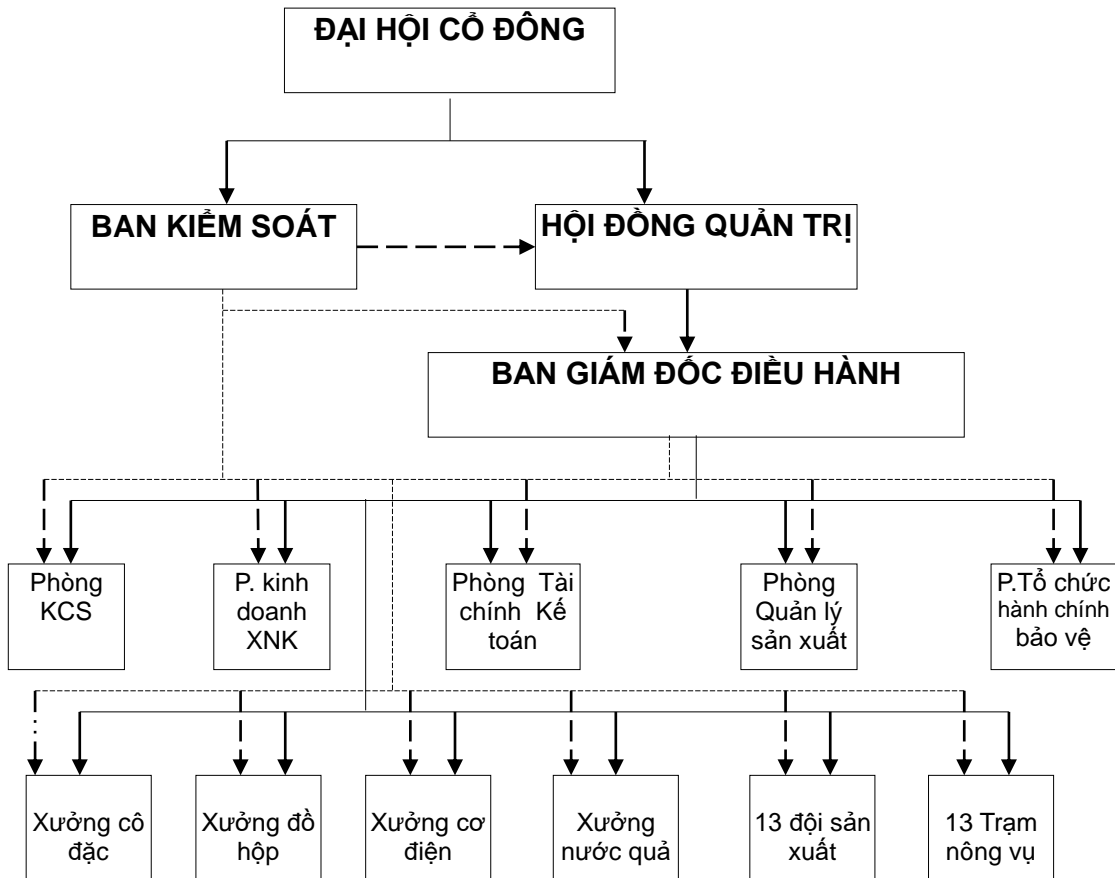 ĐẠI HỘI CỔ ĐÔNG
BAN KIỂM SOÁT
HỘI ĐỒNG QUẢN TRỊ
BAN GIÁM ĐỐC ĐIỀU HÀNH
Phòng
KCS
P. kinh
doanh
XNK
Phòng Tài
chính Kế
toán
Phòng
Quản lý
sản xuất
P.Tổ chức
hành chính
bảo vệ
Xưởng cô
đặc
Xưởng đồ
hộp
Xưởng cơ
điện
Xưởng
nước quả
13 đội sản
xuất
13 Trạm
nông vụ